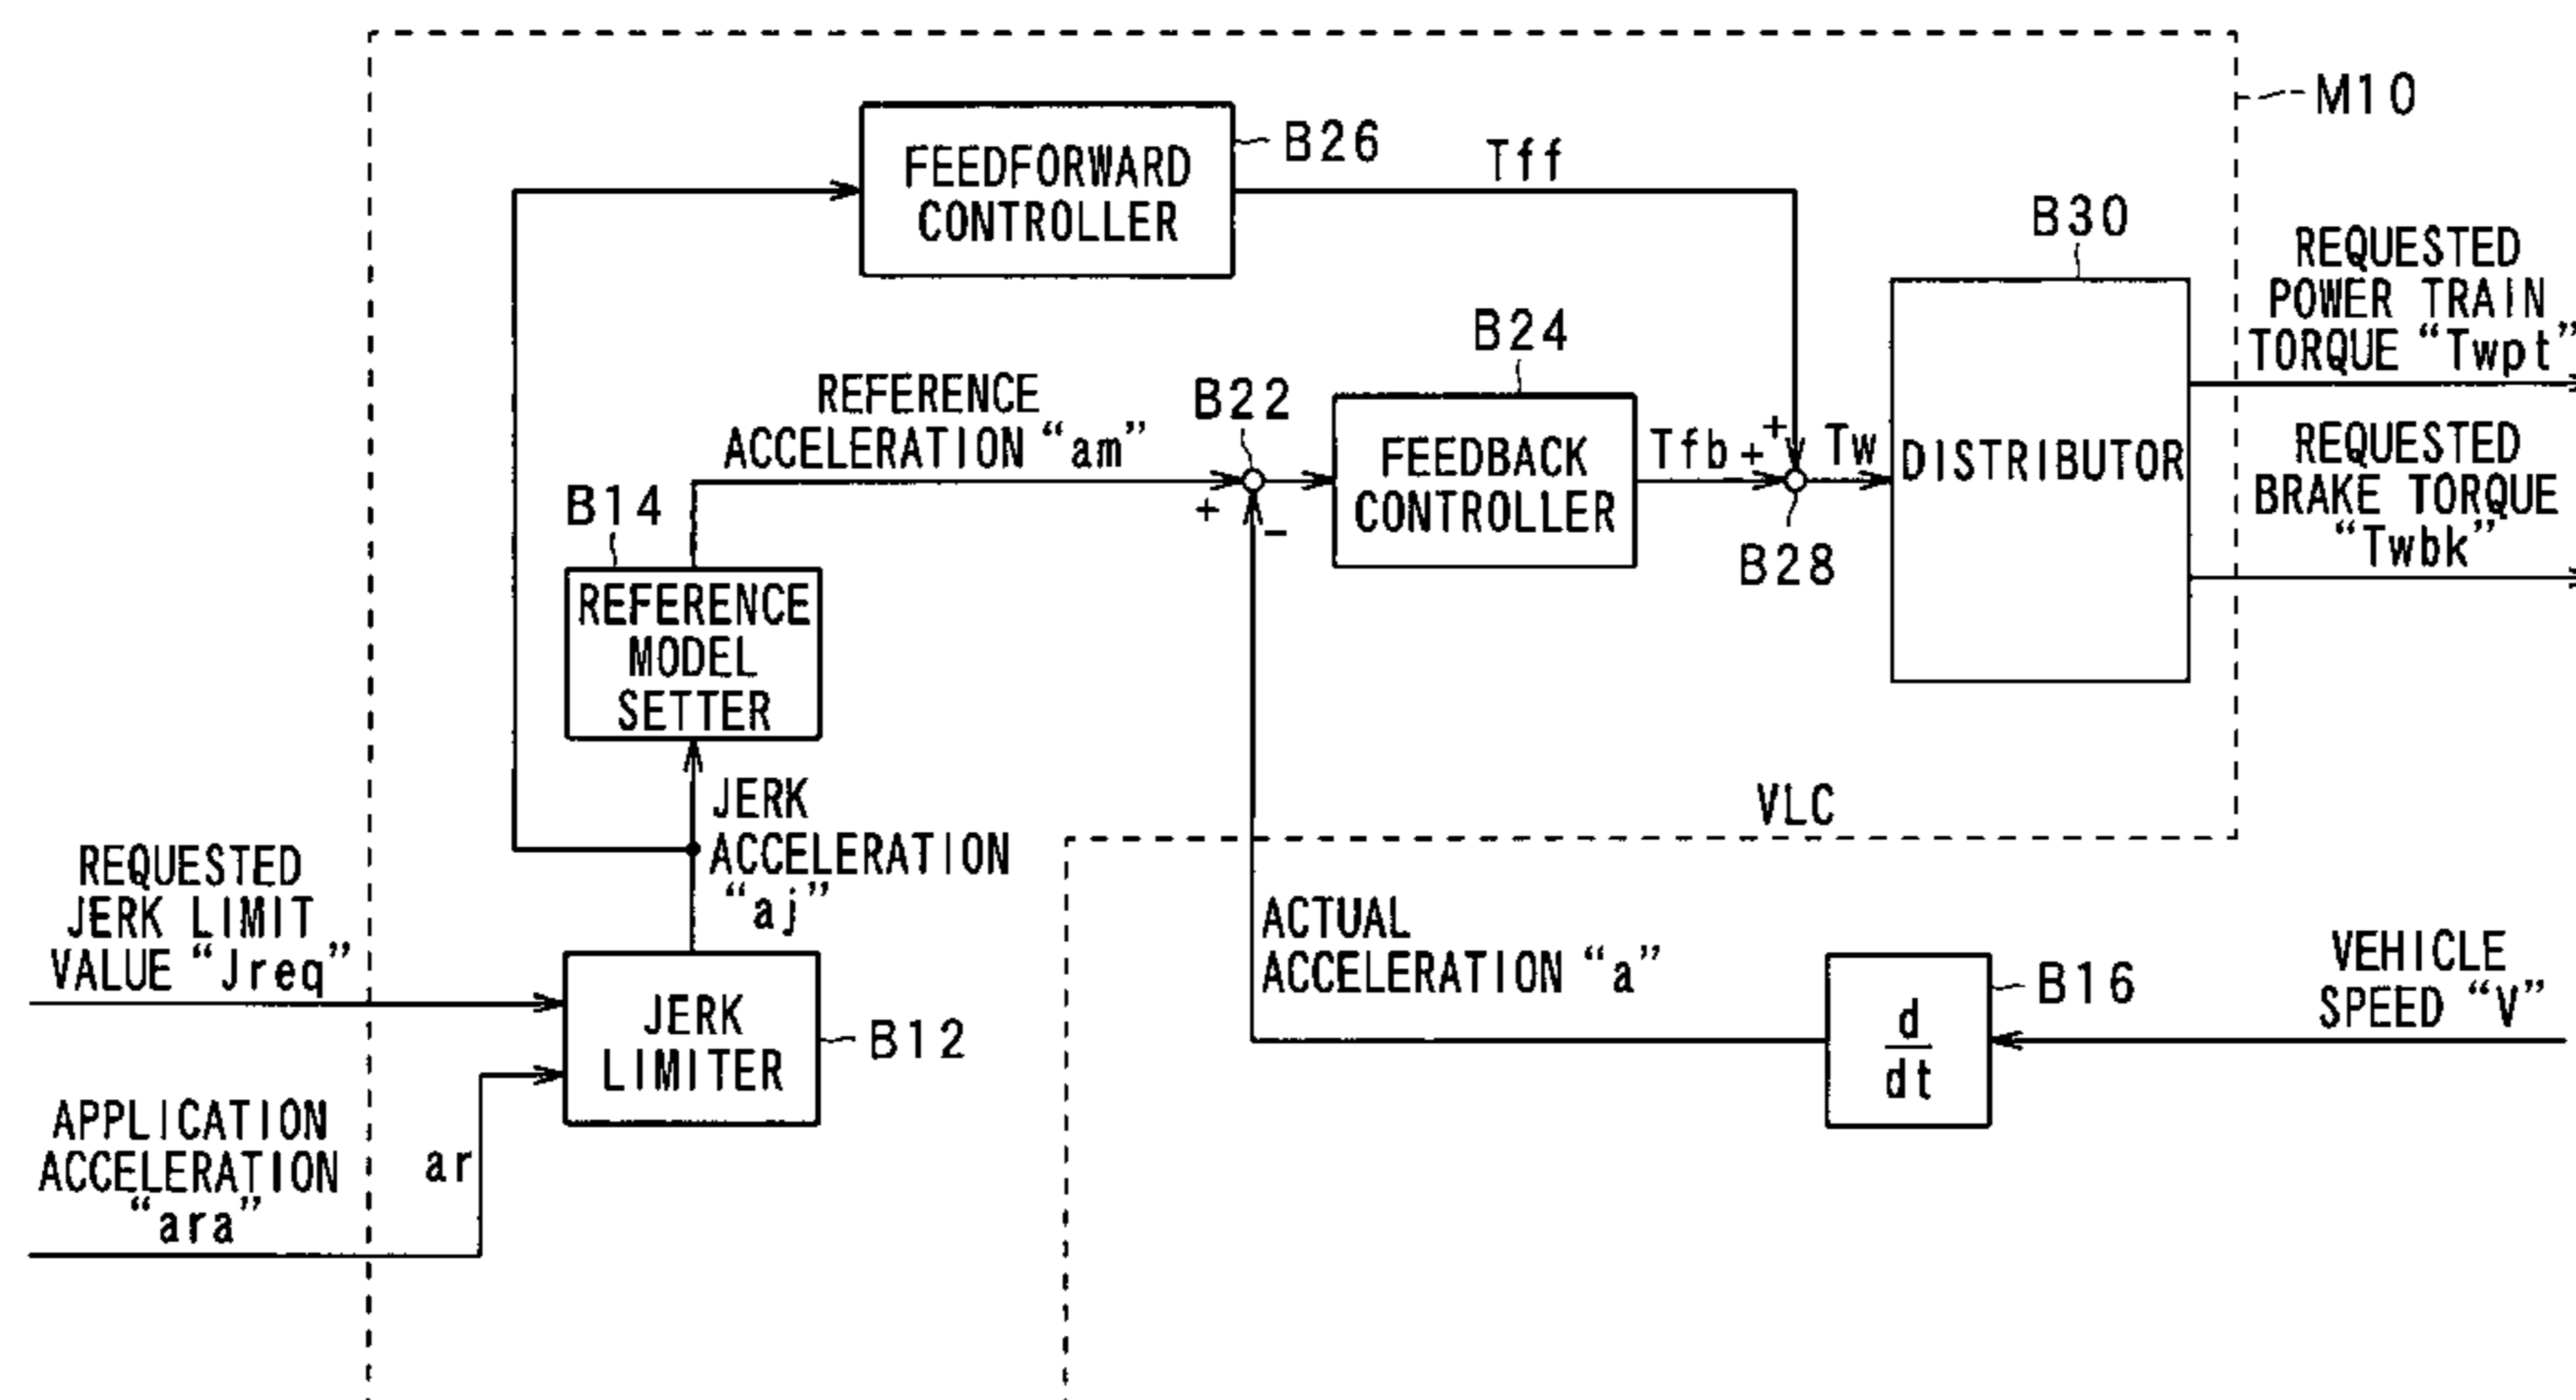 M10
FEEDFORWARD
CONTROLLER
B26
Tff
B30
REQUESTED
POWER TRAIN
TORQUE “Twpt”
B24
REFERENCE
ACCELERATION “am”
B22
+
-
FEEDBACK
CONTROLLER
Tfb
+
+
Tw
B28
DISTRIBUTOR
REQUESTED
BRAKE TORQUE
“Twbk”
B14
REFERENCE
MODEL
SETTER
JERK
ACCELERATION
“aj”
VLC
REQUESTED
JERK LIMIT
VALUE “Jreq”
JERK
LIMITER
B12
ACTUAL
ACCELERATION “a”
d
dt
B16
VEHICLE
SPEED “V”
APPLICATION
ACCELERATION
“ara”
ar